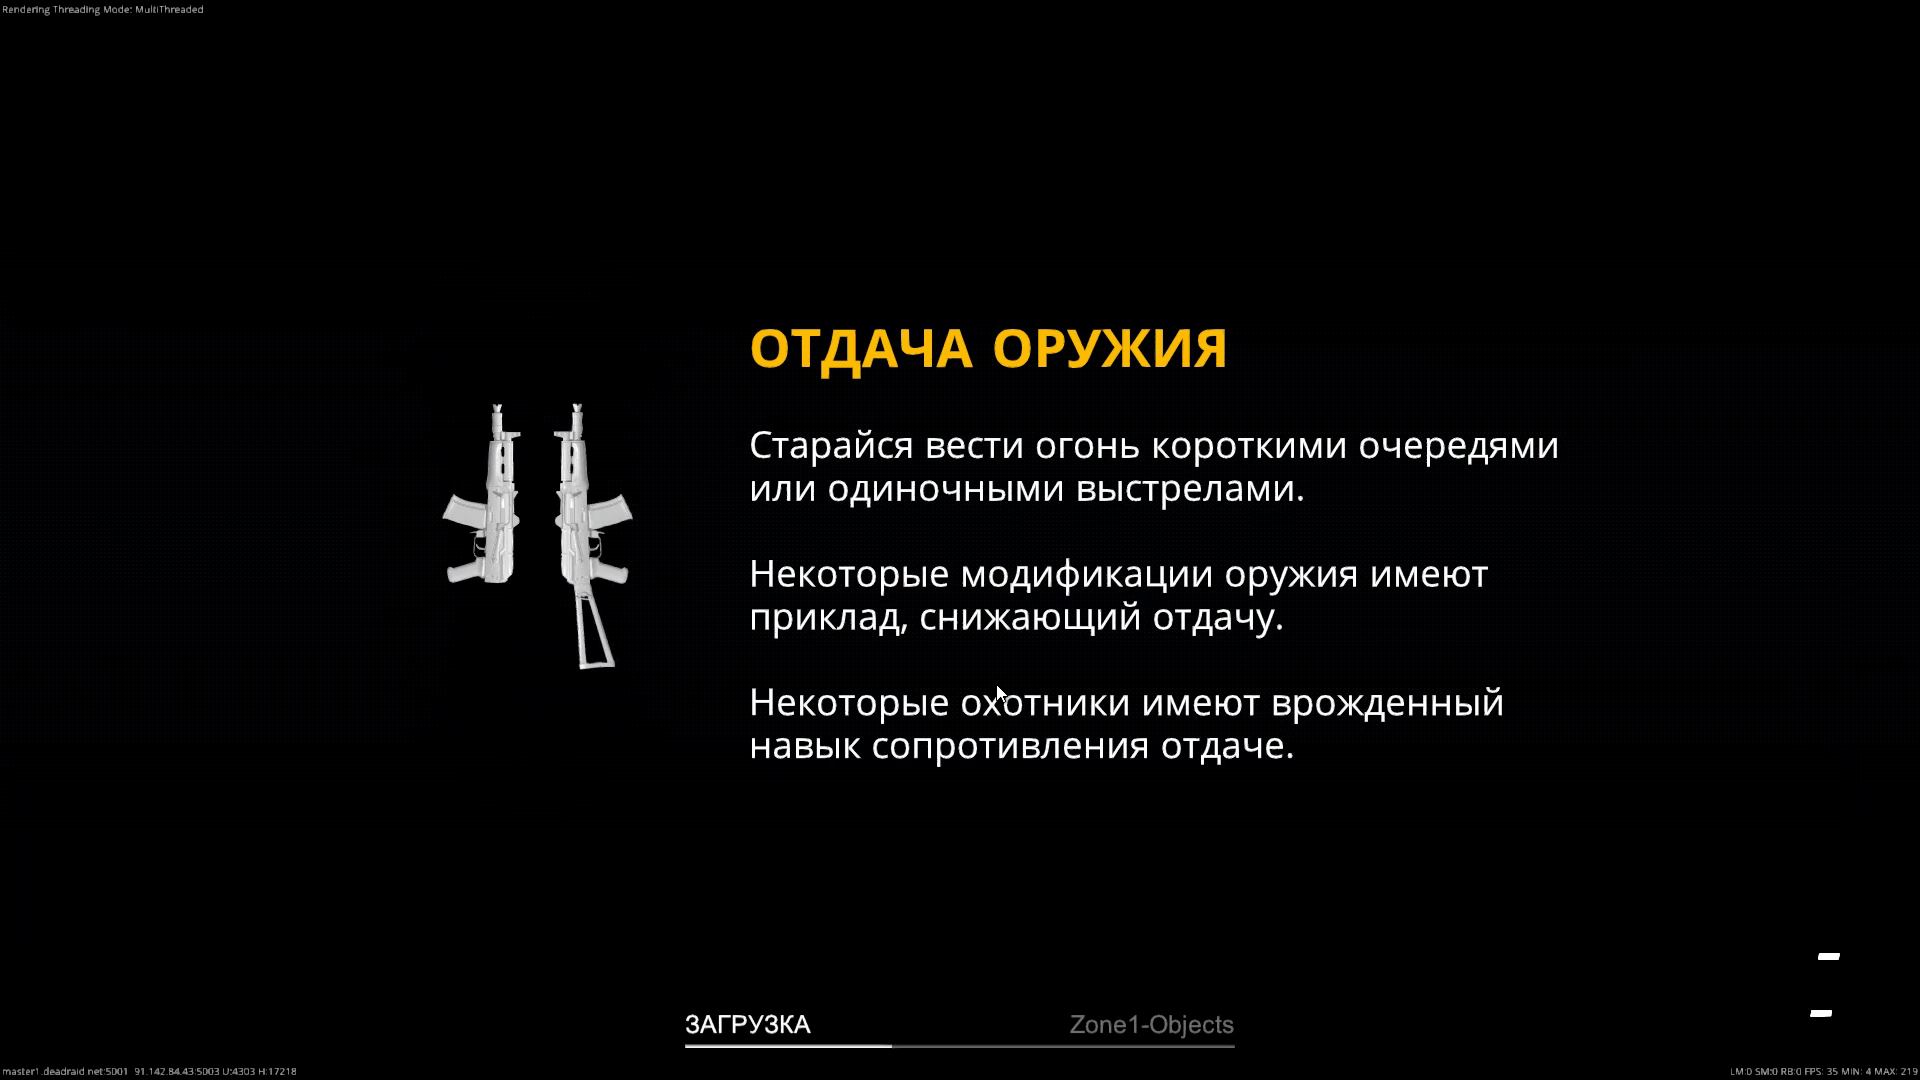 Rendering Threading Mode: MultiThreaded
ОТДАЧА ОРУЖИЯ
Старайся вести огонь короткими очередями
или одиночными выстрелами.
Некоторые модификации оружия имеют
приклад, снижающий отдачу.
Некоторые охотники имеют врожденный
навык сопротивления отдаче.
ЗАГРУЗКА Zone1-Objects
master1.deadraid.net:5001 91.142.84.43:5003 U:4303 H:17218
LM:0 SM:0 RB:0 FPS: 35 MIN: 4 MAX: 219